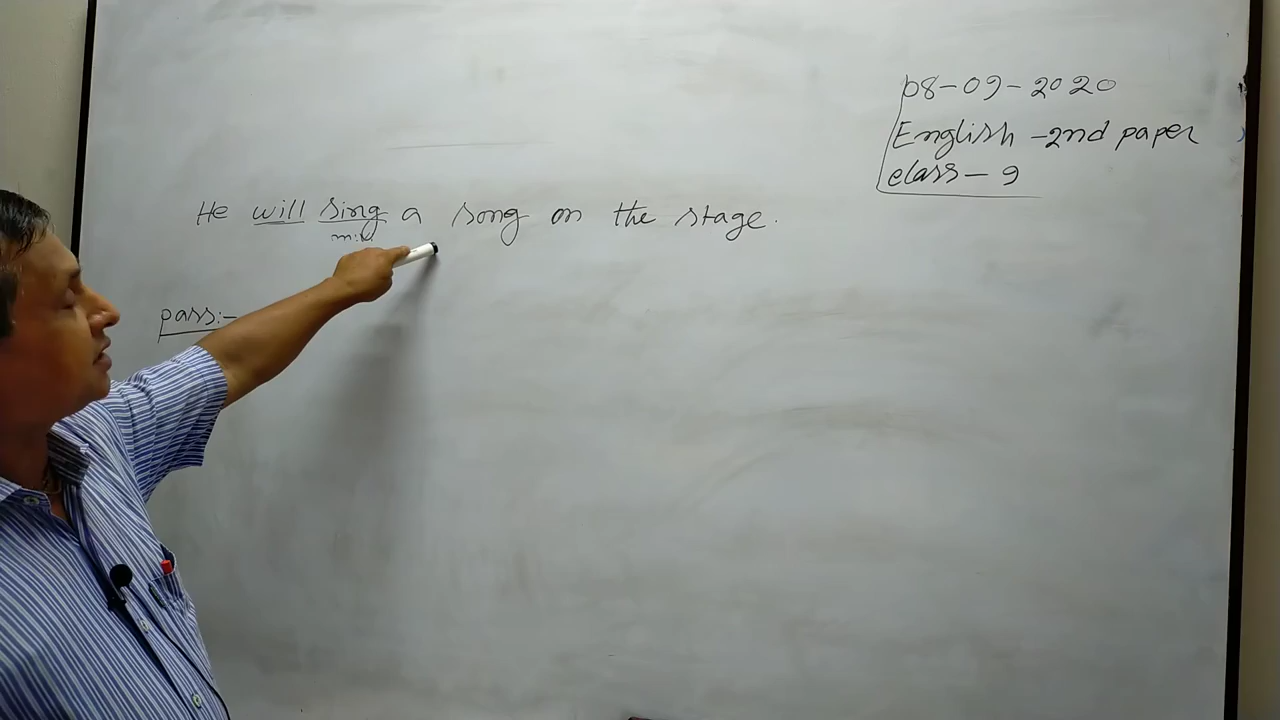 08-09-2020
English -2nd paper
class - 9
He will sing a song on the stage.
m.v
pass:-